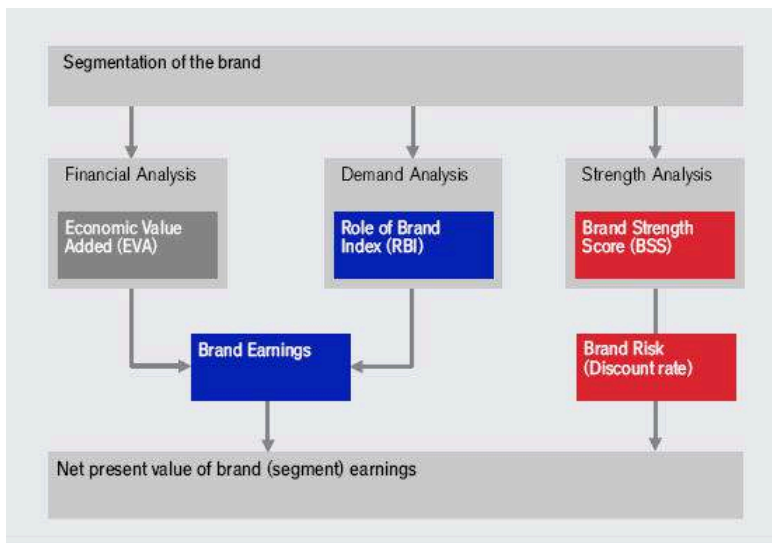 Segmentation of the brand
Financial Analysis
Economic Value
Added (EVA)
Demand Analysis
Role of Brand
Index (RBI)
Strength Analysis
Brand Strength
Score (BSS)
Brand Earnings
Brand Risk
(Discount rate)
Net present value of brand (segment) earnings